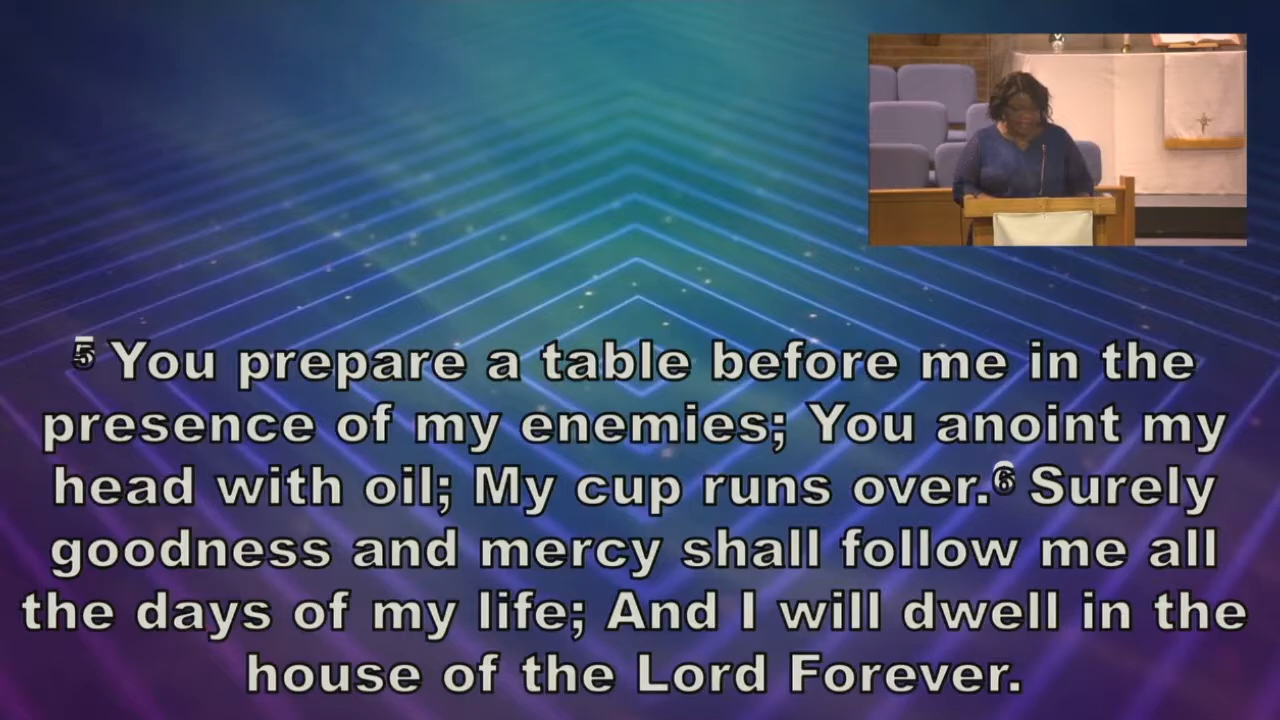 5 You prepare a table before me in the
presence of my enemies; You anoint my
head with oil; My cup runs over.6 Surely
goodness and mercy shall follow me all
the days of my life; And I will dwell in the
house of the Lord Forever.